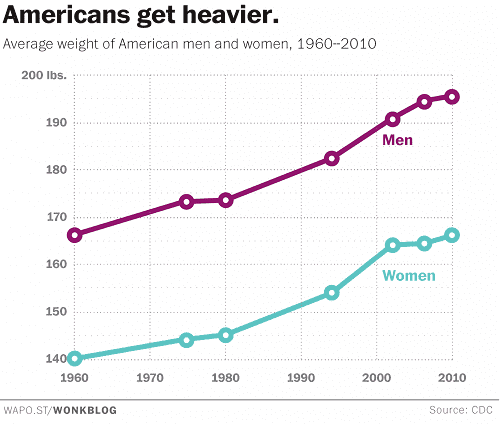 Americans get heavier.
Average weight of American men and women, 1960–2010
200 lbs.
190
Men
180
170
160
Women
150
140
1960 1970 1980 1990 2000 2010
WAPO.ST/WONKBLOG Source: CDC